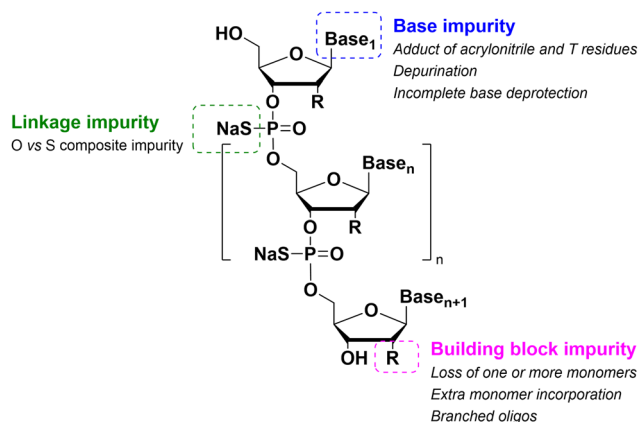 Base impurity
HO
Base1
O
Adduct of acrylonitrile and T residues
Depurination
Incomplete base deprotection
O
R
Linkage impurity
NaS–P=O
O vs S composite impurity
O
Basen
O
O
R
NaS–P=O
n
O
Basen+1
O
OH
R
Building block impurity
Loss of one or more monomers
Extra monomer incorporation
Branched oligos